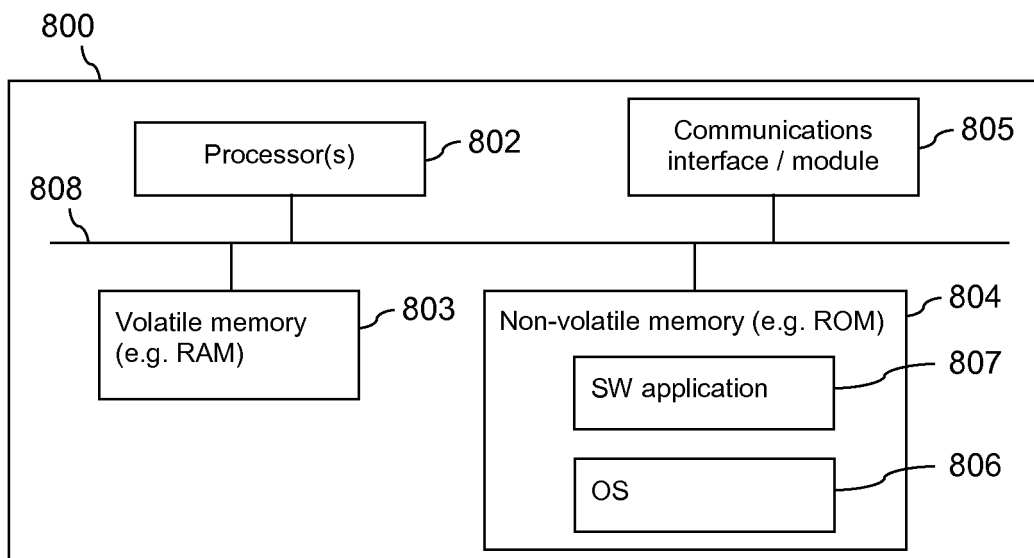 800
Processor(s)
802
Communications
interface / module
805
808
Volatile memory
(e.g. RAM)
803
Non-volatile memory (e.g. ROM)
804
SW application
807
OS
806